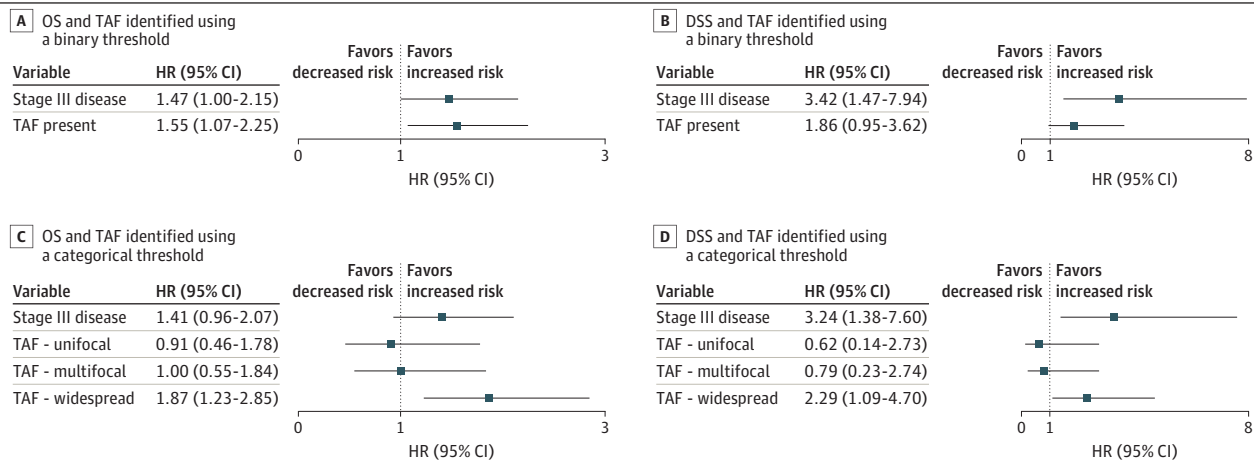 A OS and TAF identified using
a binary threshold
Favors decreased risk
Favors increased risk
Variable HR (95% CI)
Stage III disease 1.47 (1.00-2.15)
TAF present 1.55 (1.07-2.25)
0 1 3
HR (95% CI)
B DSS and TAF identified using
a binary threshold
Favors decreased risk
Favors increased risk
Variable HR (95% CI)
Stage III disease 3.42 (1.47-7.94)
TAF present 1.86 (0.95-3.62)
0 1 8
HR (95% CI)
C OS and TAF identified using
a categorical threshold
Favors decreased risk
Favors increased risk
Variable HR (95% CI)
Stage III disease 1.41 (0.96-2.07)
TAF - unifocal 0.91 (0.46-1.78)
TAF - multifocal 1.00 (0.55-1.84)
TAF - widespread 1.87 (1.23-2.85)
0 1 3
HR (95% CI)
D DSS and TAF identified using
a categorical threshold
Favors decreased risk
Favors increased risk
Variable HR (95% CI)
Stage III disease 3.24 (1.38-7.60)
TAF - unifocal 0.62 (0.14-2.73)
TAF - multifocal 0.79 (0.23-2.74)
TAF - widespread 2.29 (1.09-4.70)
0 1 8
HR (95% CI)